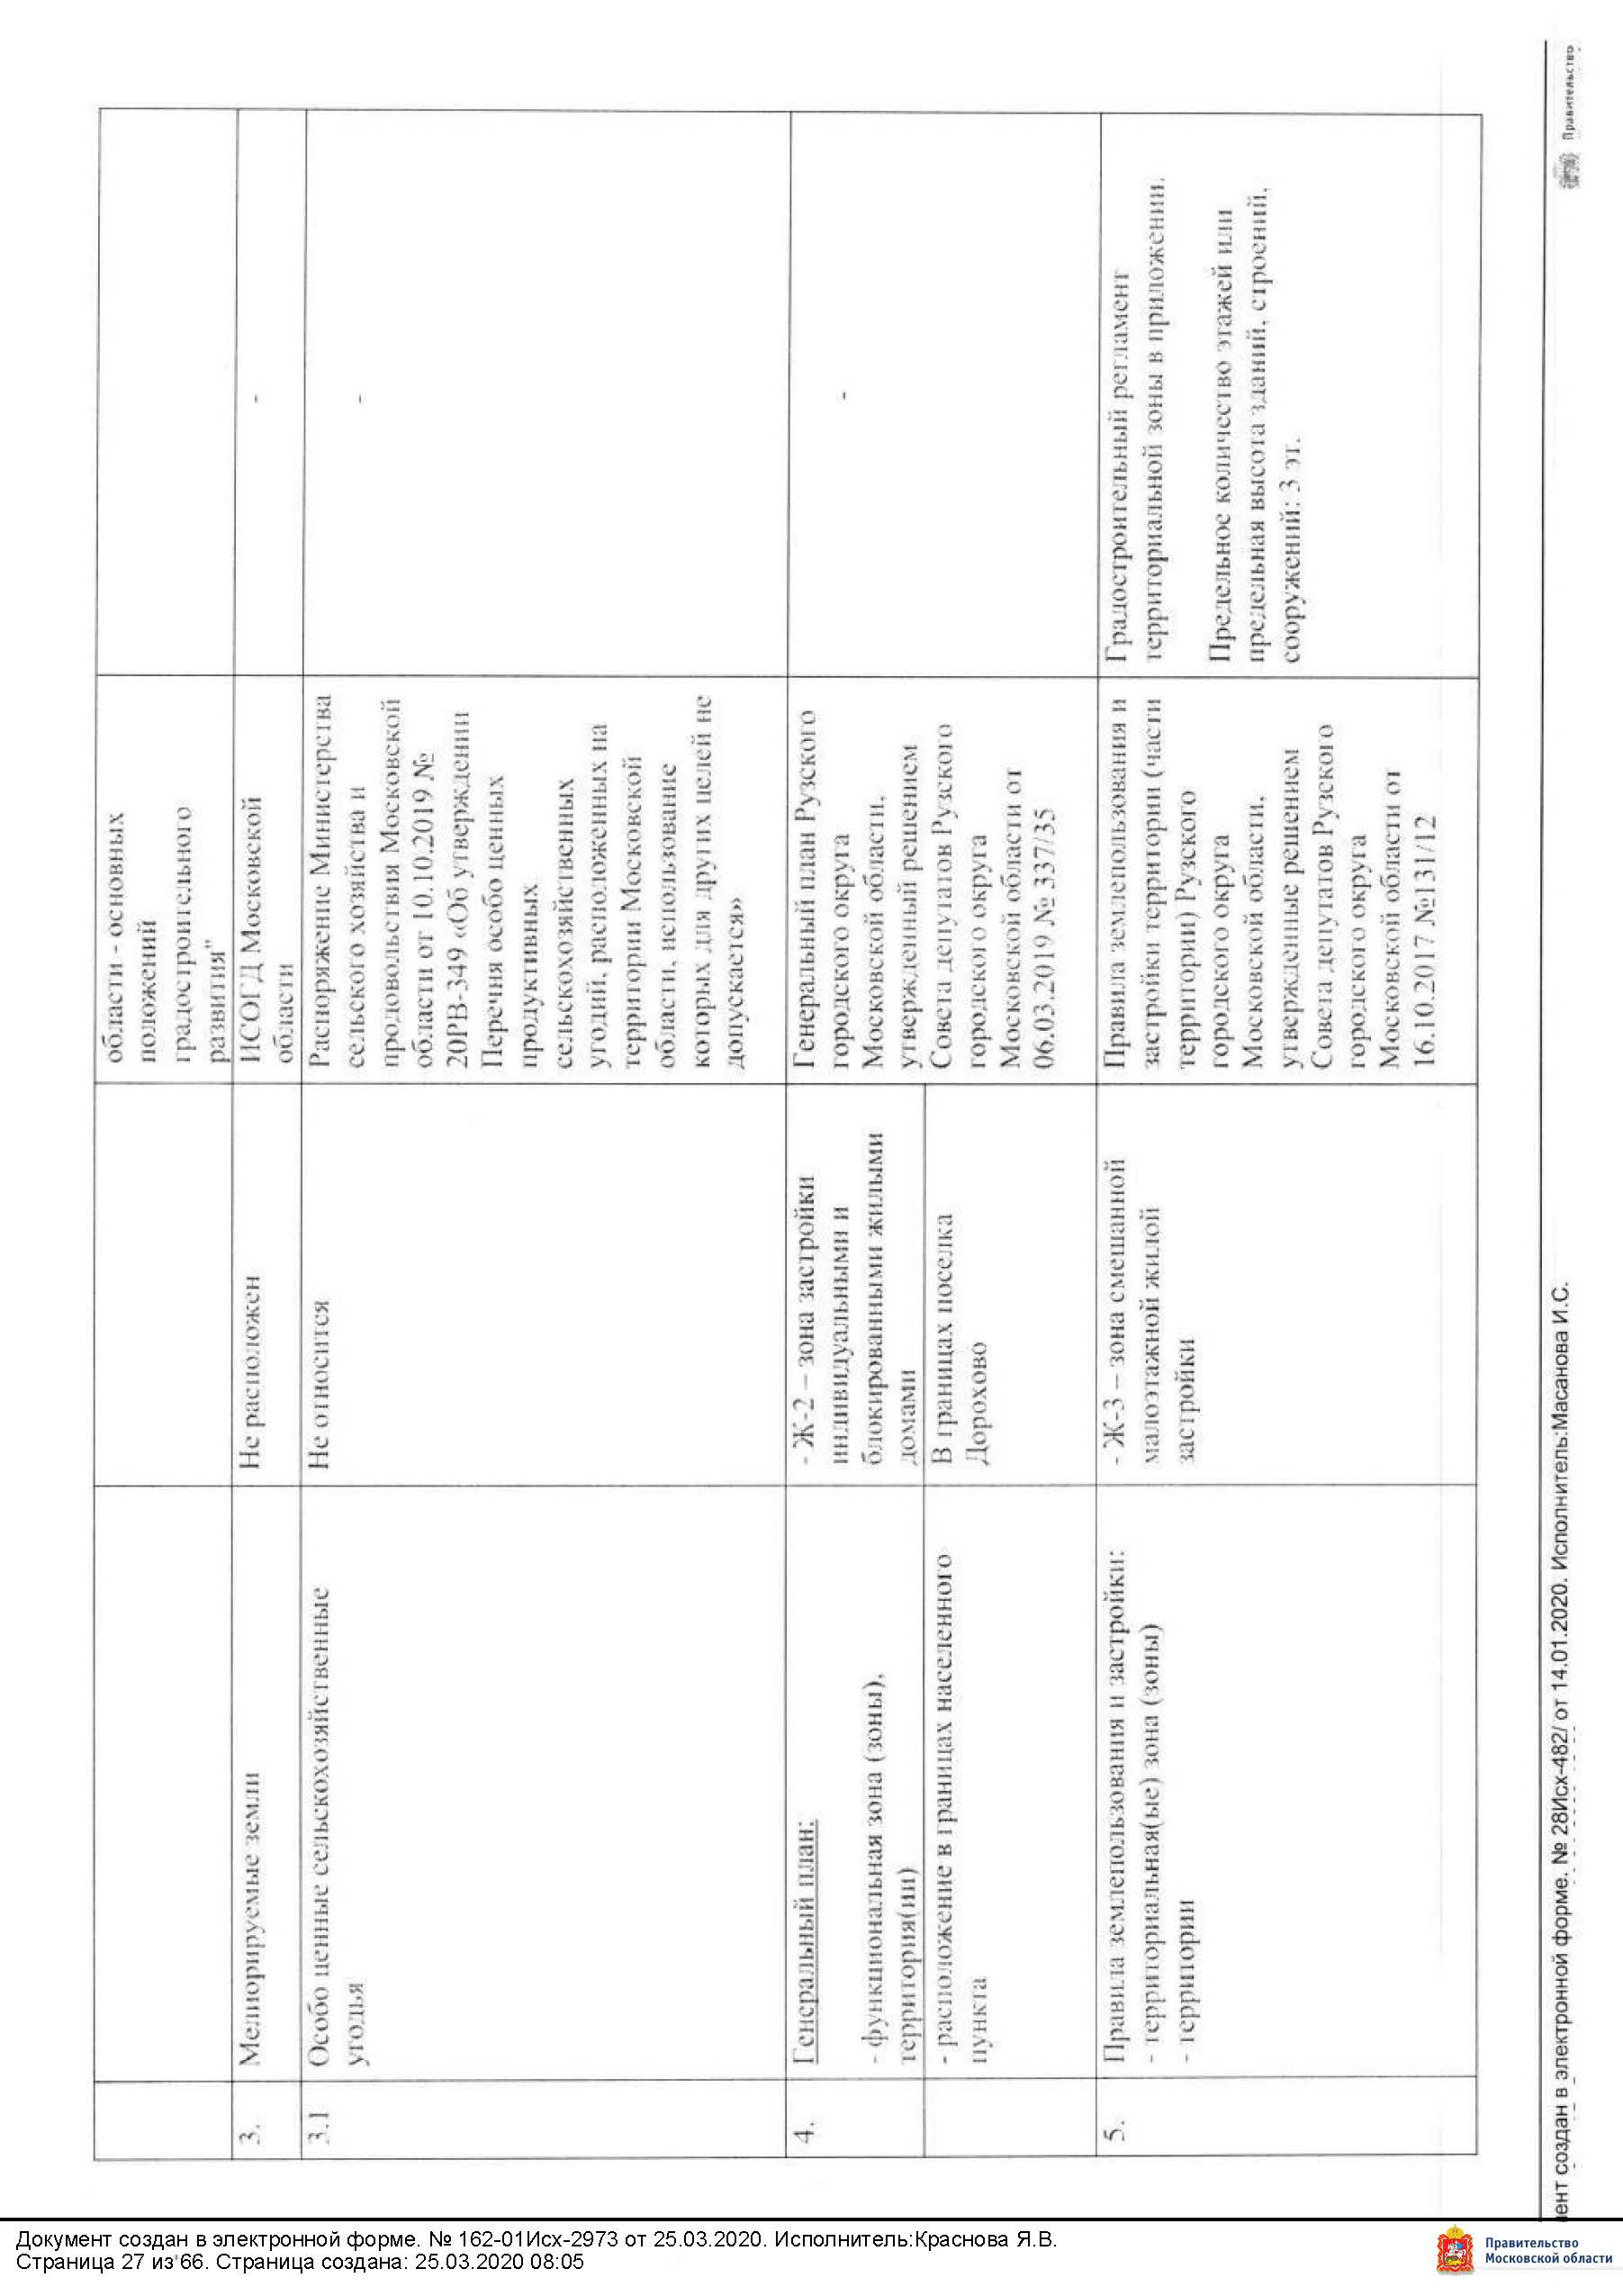 области - основных
положений
градостроительного
развития"
3.
Мелиорируемые земли
Не расположен
ИСОГД Московской
области
-
3.1
Особо ценные сельскохозяйственные
угодья
Не относится
Распоряжение Министерства
сельского хозяйства и
продовольствия Московской
области от 10.10.2019 №
20РВ-349 «Об утверждении
Перечня особо ценных
продуктивных
сельскохозяйственных
угодий, расположенных на
территории Московской
области, использование
которых для других целей не
допускается»
-
4.
Генеральный план:
- функциональная зона (зоны),
территория(ии)
- Ж-2 – зона застройки
индивидуальными и
блокированными жилыми
домами
Генеральный план Рузского
городского округа
Московской области,
утвержденный решением
Совета депутатов Рузского
городского округа
Московской области от
06.03.2019 № 337/35
-
- расположение в границах населенного
пункта
В границах поселка
Дорохово
5.
Правила землепользования и застройки:
- территориальная(ые) зона (зоны)
- территории
- Ж-3 – зона смешанной
малоэтажной жилой
застройки
Правила землепользования и
застройки территории (части
территории) Рузского
городского округа
Московской области,
утвержденные решением
Совета депутатов Рузского
городского округа
Московской области от
16.10.2017 №131/12
Градостроительный регламент
территориальной зоны в приложении.
Предельное количество этажей или
предельная высота зданий, строений,
сооружений: 3 эт.
ент создан в электронной форме. № 28Исх-482/ от 14.01.2020. Исполнитель:Масанова И.С.
Правительство
Документ создан в электронной форме. № 162-01Исх-2973 от 25.03.2020. Исполнитель:Краснова Я.В.
Страница 27 из 66. Страница создана: 25.03.2020 08:05
Правительство
Московской области